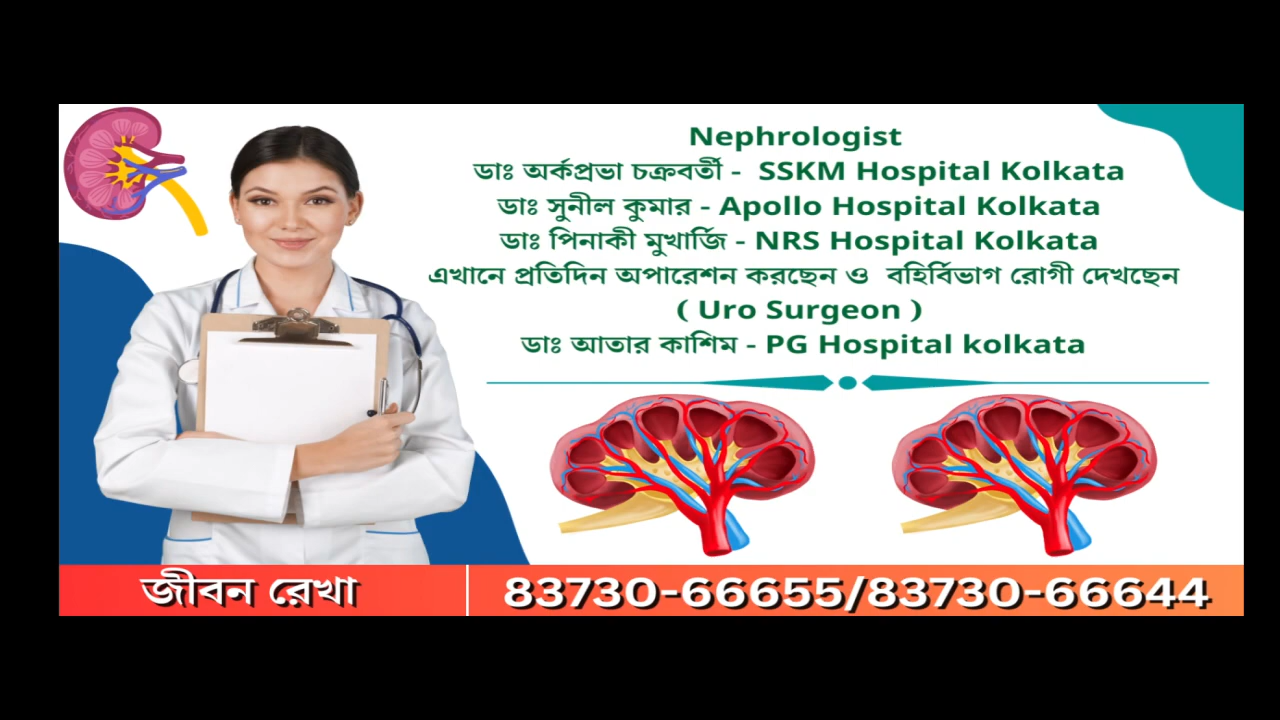 Nephrologist
ডাঃ অর্কপ্রভা চক্রবর্তী - SSKM Hospital Kolkata
ডাঃ সুনীল কুমার - Apollo Hospital Kolkata
ডাঃ পিনাকী মুখার্জি - NRS Hospital Kolkata
এখানে প্রতিদিন অপারেশন করছেন ও বহির্বিভাগ রোগী দেখছেন
( Uro Surgeon )
ডাঃ আতার কাশিম - PG Hospital kolkata
জীবন রেখা
83730-66655/83730-66644